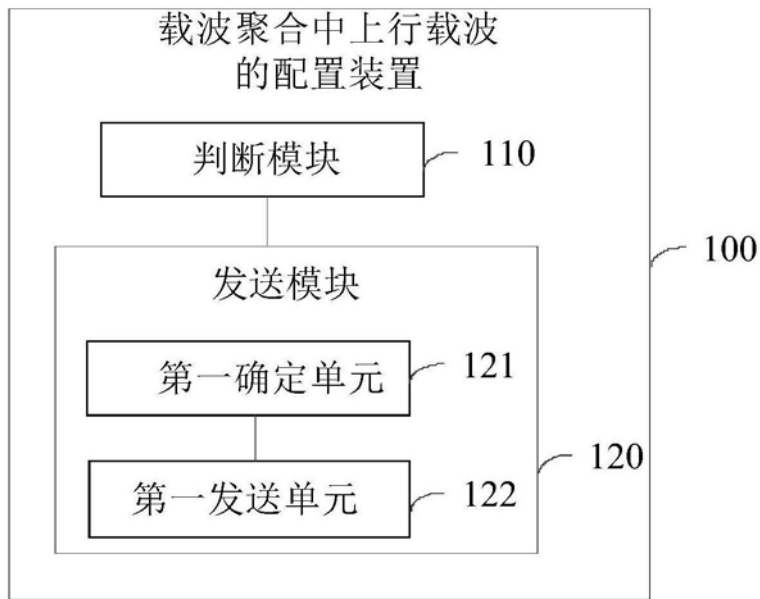 载波聚合中上行载波
的配置装置
判断模块
110
100
发送模块
第一确定单元
121
120
第一发送单元
122